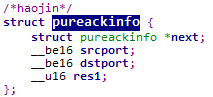 /*haojin*/
struct pureackinfo {
    struct pureackinfo *next;
    __be16 srcport;
    __be16 dstport;
    __u16 res1;
};